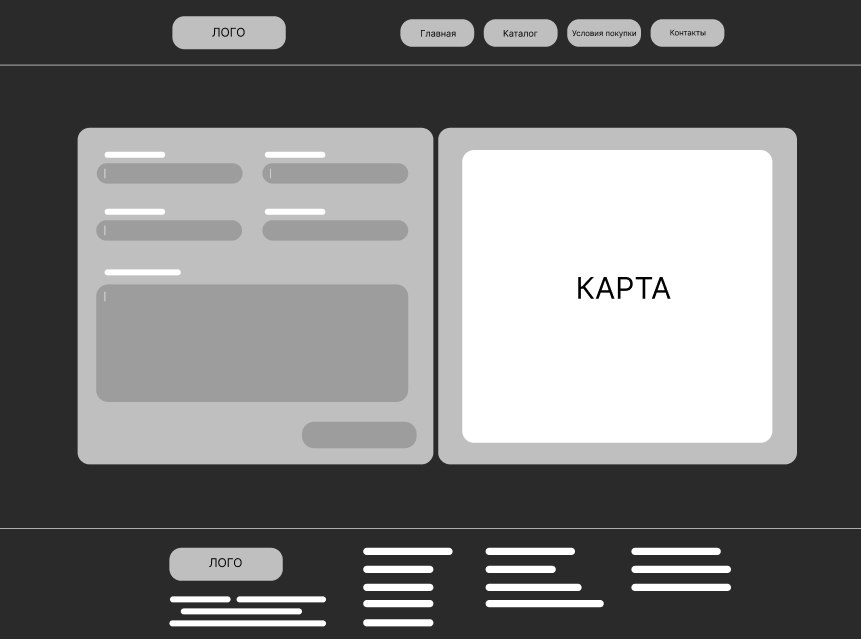 ЛОГО
Главная
Каталог
Условия покупки
Контакты
КАРТА
ЛОГО